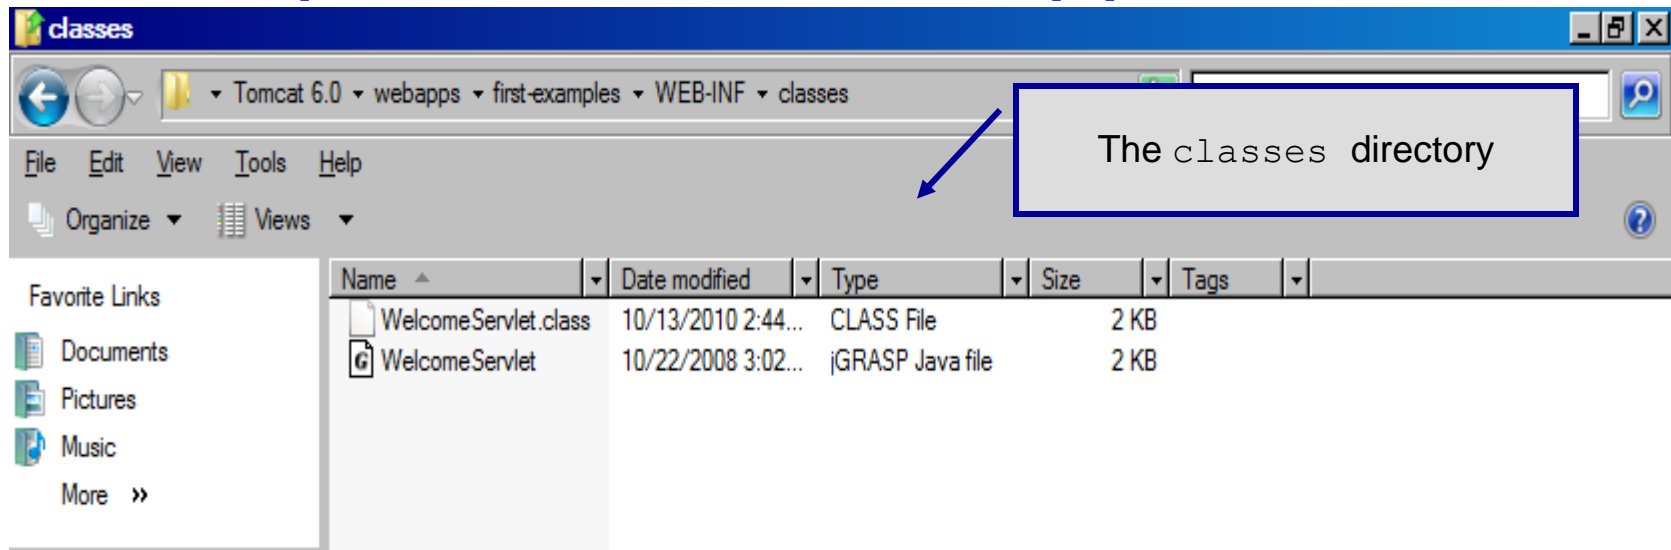 classes
Tomcat 6.0 webapps first-examples WEB-INF classes
The classes directory
File Edit View Tools Help
Organize Views
Name Date modified Type Size Tags
Favorite Links
WelcomeServlet.class 10/13/2010 2:44... CLASS File 2 KB
Documents
WelcomeServlet 10/22/2008 3:02... jGRASP Java file 2 KB
Pictures
Music
More »